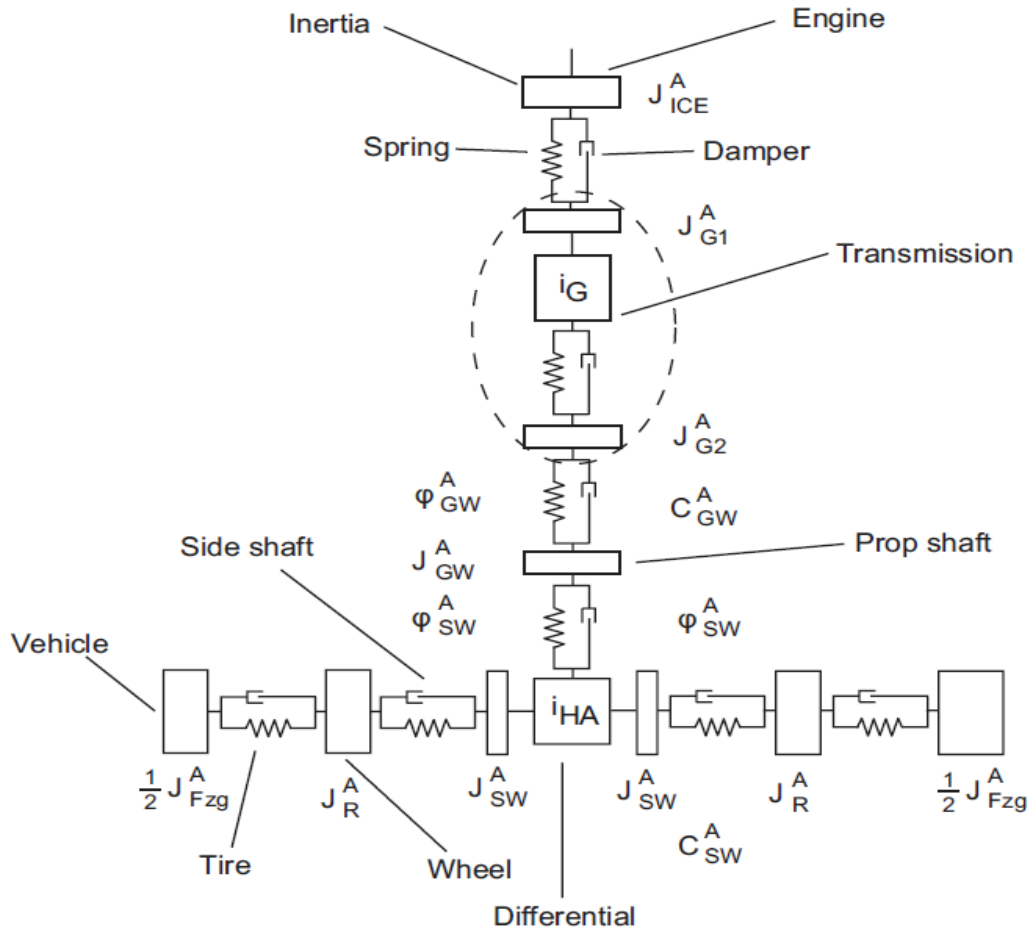 Inertia
Engine
J^A_ICE
Spring
Damper
J^A_G1
Transmission
i_G
J^A_G2
φ^A_GW
C^A_GW
Side shaft
J^A_GW
Prop shaft
φ^A_SW
φ^A_SW
Vehicle
i_HA
1/2 J^A_Fzg
J^A_R
J^A_SW
J^A_SW
J^A_R
1/2 J^A_Fzg
C^A_SW
Tire
Wheel
Differential